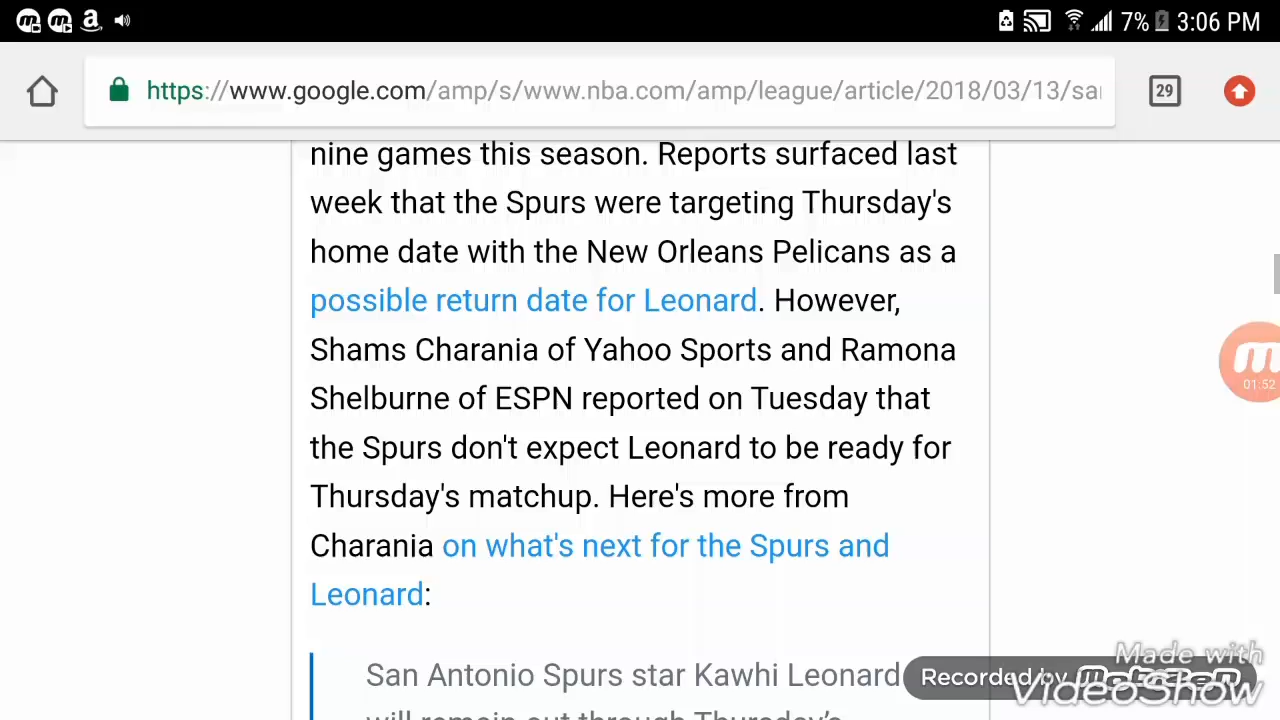 7% 3:06 PM
https://www.google.com/amp/s/www.nba.com/amp/league/article/2018/03/13/sa
29
nine games this season. Reports surfaced last
week that the Spurs were targeting Thursday's
home date with the New Orleans Pelicans as a
possible return date for Leonard. However,
Shams Charania of Yahoo Sports and Ramona
Shelburne of ESPN reported on Tuesday that
the Spurs don't expect Leonard to be ready for
Thursday's matchup. Here's more from
Charania on what's next for the Spurs and
Leonard:
01:52
San Antonio Spurs star Kawhi Leonard
will remain out through Thursday's
Made with
Recorded by
VideoShow